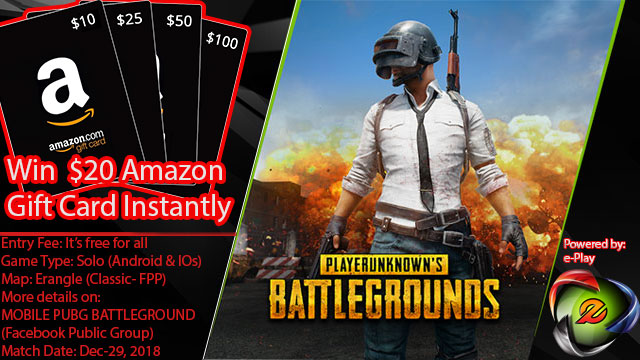 $10
$25
$50
$100
a
amazon.com
gift card
Win $20 Amazon
Gift Card Instantly
Entry Fee: It's free for all
Game Type: Solo (Android & IOs)
Map: Erangle (Classic- FPP)
More details on:
MOBILE PUBG BATTLEGROUND
(Facebook Public Group)
Match Date: Dec-29, 2018
PLAYERUNKNOWN'S
BATTLEGROUNDS
Powered by:
e-Play